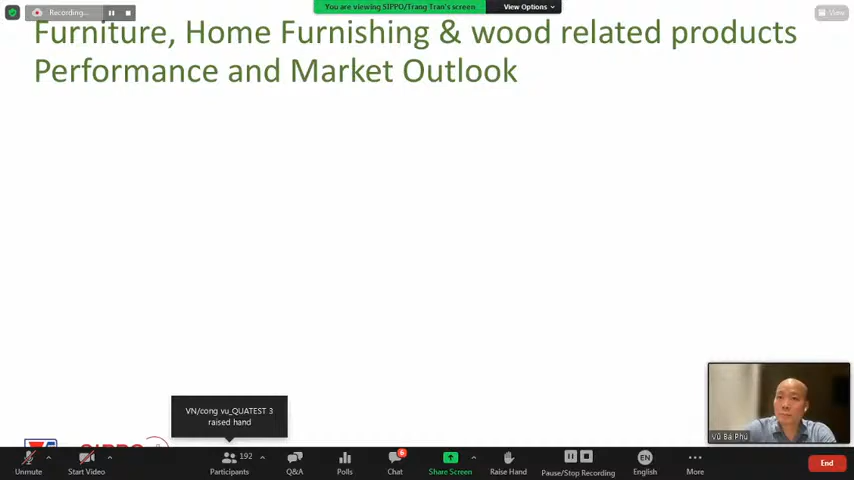 Recording...
You are viewing SIPPO/Trang Tran's screen
View Options
View
Furniture, Home Furnishing & wood related products
Performance and Market Outlook
VN/cong vu_QUATEST 3
raised hand
Vũ Bá Phú
SIPPO
192
6
EN
Unmute
Start Video
Participants
Q&A
Polls
Chat
Share Screen
Raise Hand
Pause/Stop Recording
English
More
End